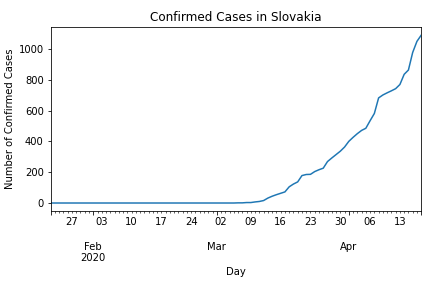 Confirmed Cases in Slovakia
Number of Confirmed Cases
1000
800
600
400
200
0
27 03 10 17 24 02 09 16 23 30 06 13
Feb Mar Apr
2020
Day